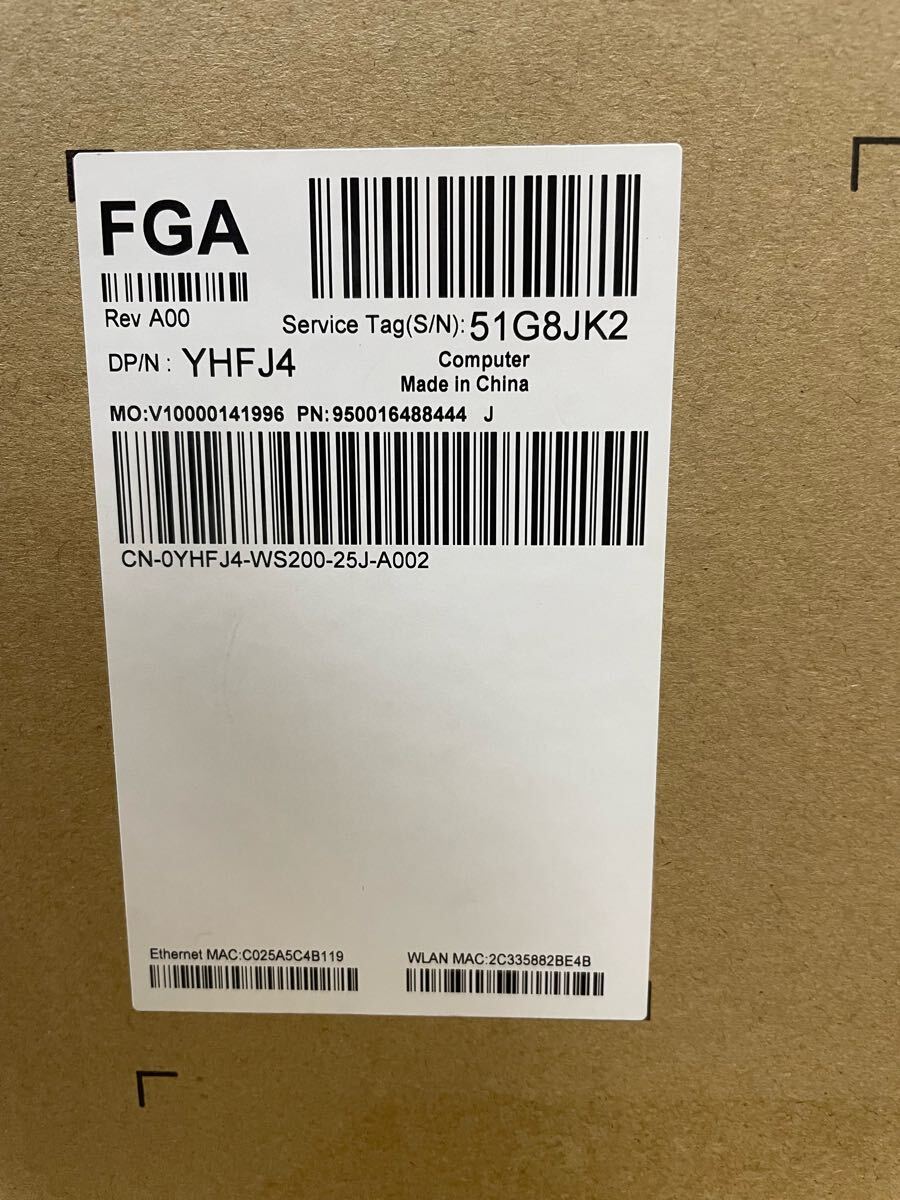 FGA
Rev A00
Service Tag(S/N): 51G8JK2
DP/N : YHFJ4
Computer
Made in China
MO:V10000141996 PN:950016488444 J
CN-0YHFJ4-WS200-25J-A002
Ethernet MAC:C025A5C4B119
WLAN MAC:2C335882BE4B